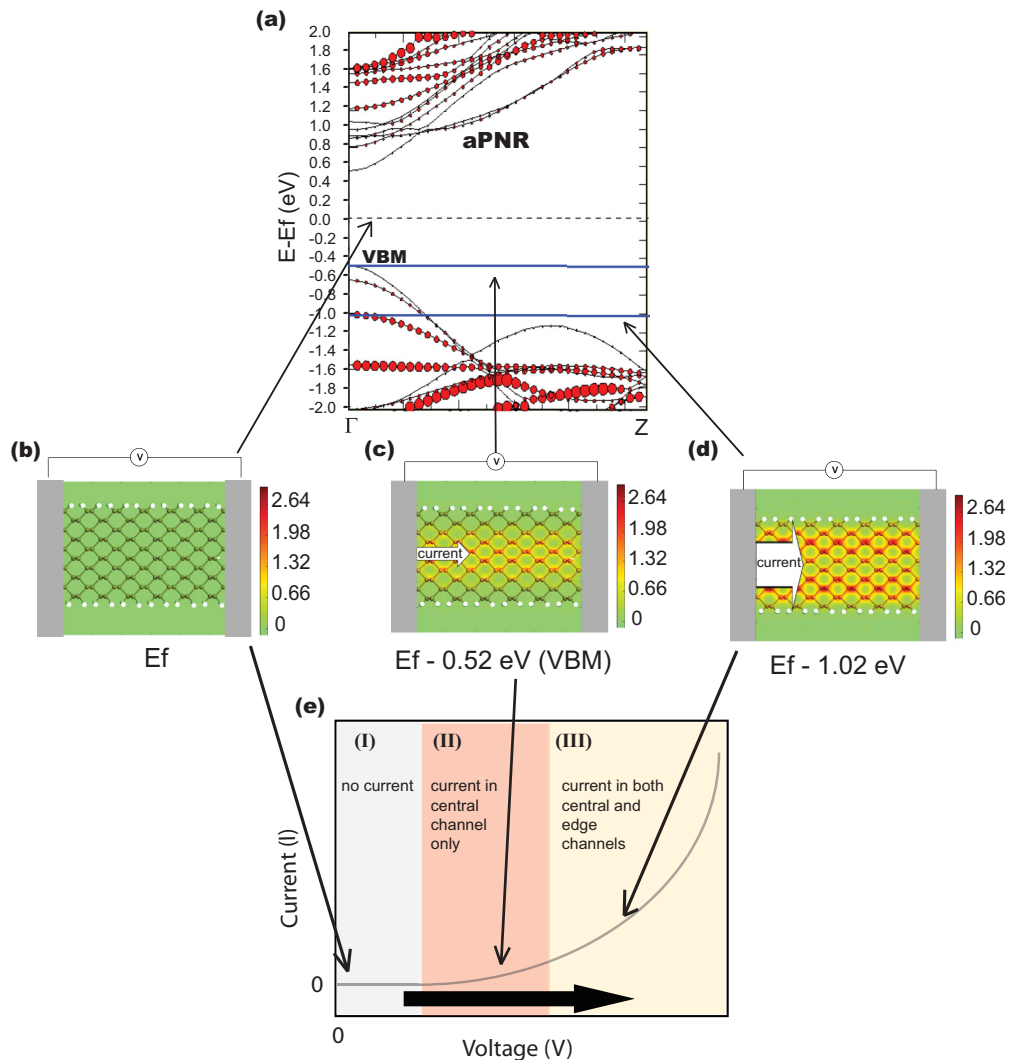 (a)
2.0
1.6
1.4
1.2
1.0
0.8
0.6
0.4
0.2
0.0
-0.2
-0.4
-0.6
-0.8
-1.0
-1.2
-1.4
-1.6
-1.8
-2.0
E-Ef (eV)
aPNR
VBM
Γ
Z
(b)
V
2.64
1.98
1.32
0.66
0
Ef
(c)
V
current
2.64
1.98
1.32
0.66
0
Ef - 0.52 eV (VBM)
(d)
V
current
2.64
1.98
1.32
0.66
0
Ef - 1.02 eV
(e)
(I)
no current
(II)
current in
central
channel
only
(III)
current in both
central and
edge
channels
Current (I)
0
0
Voltage (V)